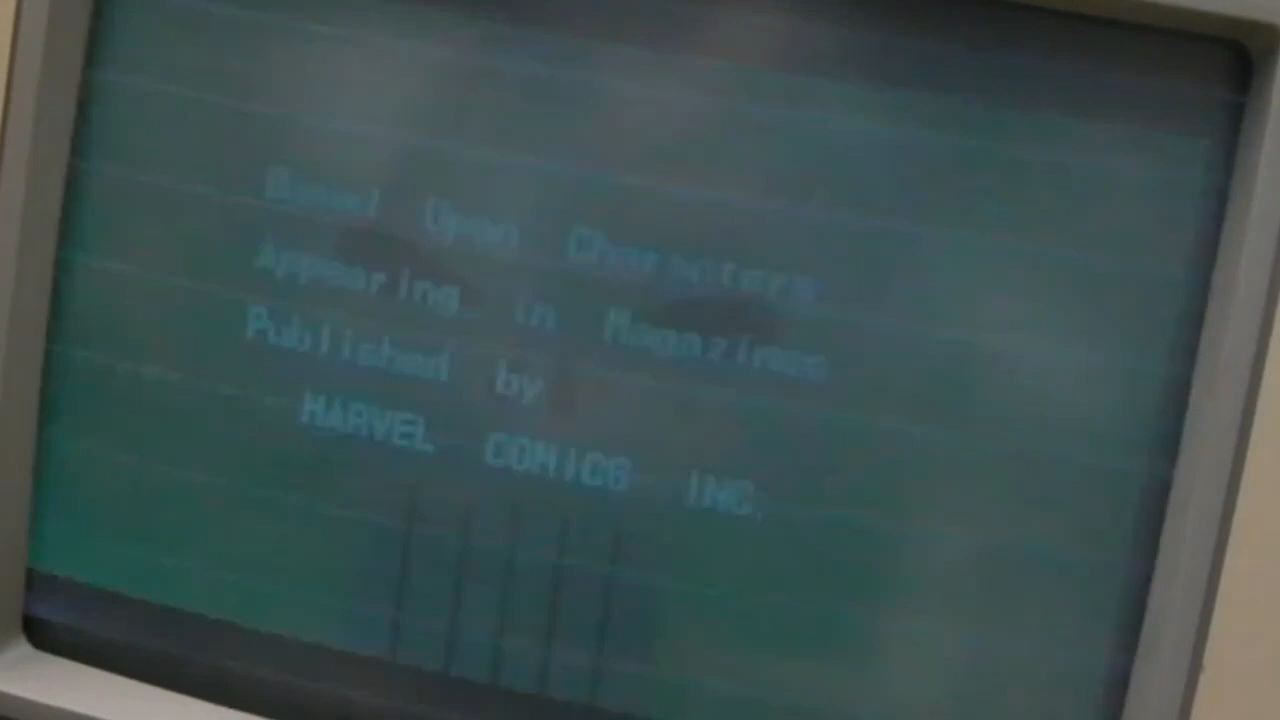 Based Upon Characters
Appearing in Magazines
Published by
MARVEL COMICS INC.